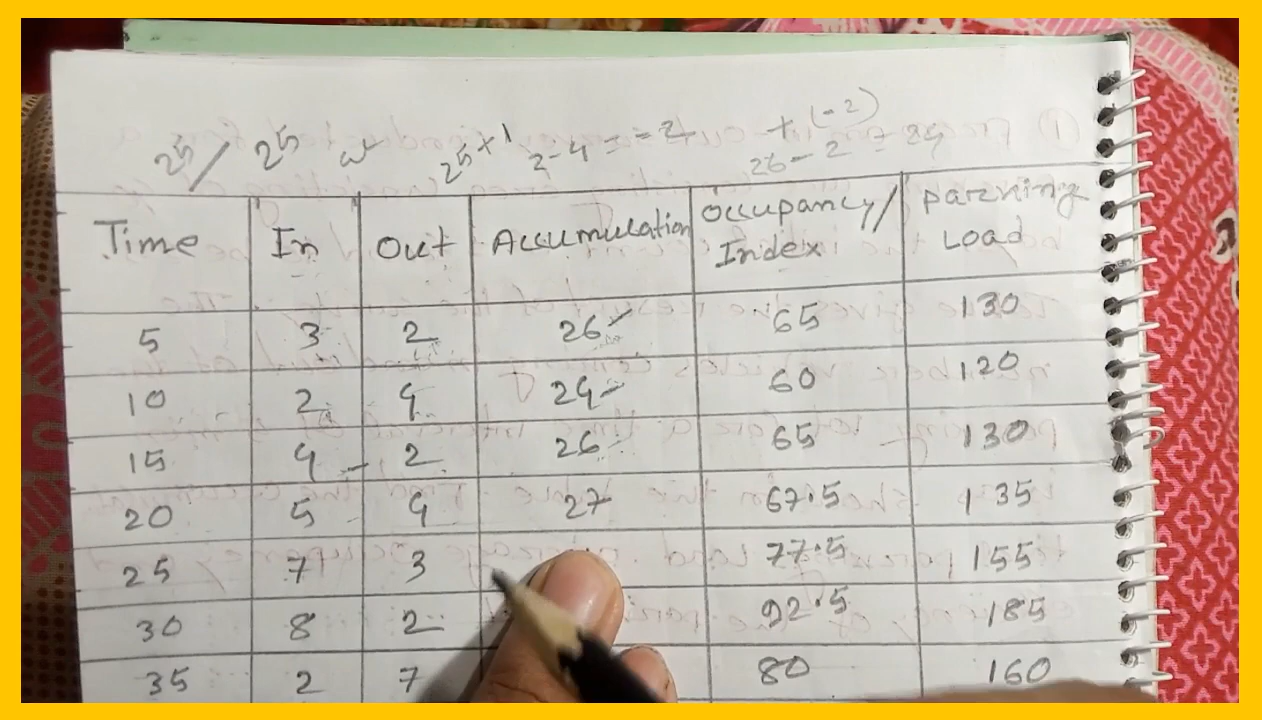 25/ 25 25+1 2-4 = -2 +(-2)
26-2 = 24
Time In Out Accumulation Occupancy/Index Parking Load
5 3 2 26 65 130
10 2 4 24 60 120
15 4 - 2 26 65 130
20 5 4 27 67.5 135
25 7 3 77.5 155
30 8 2 92.5 185
35 2 7 80 160